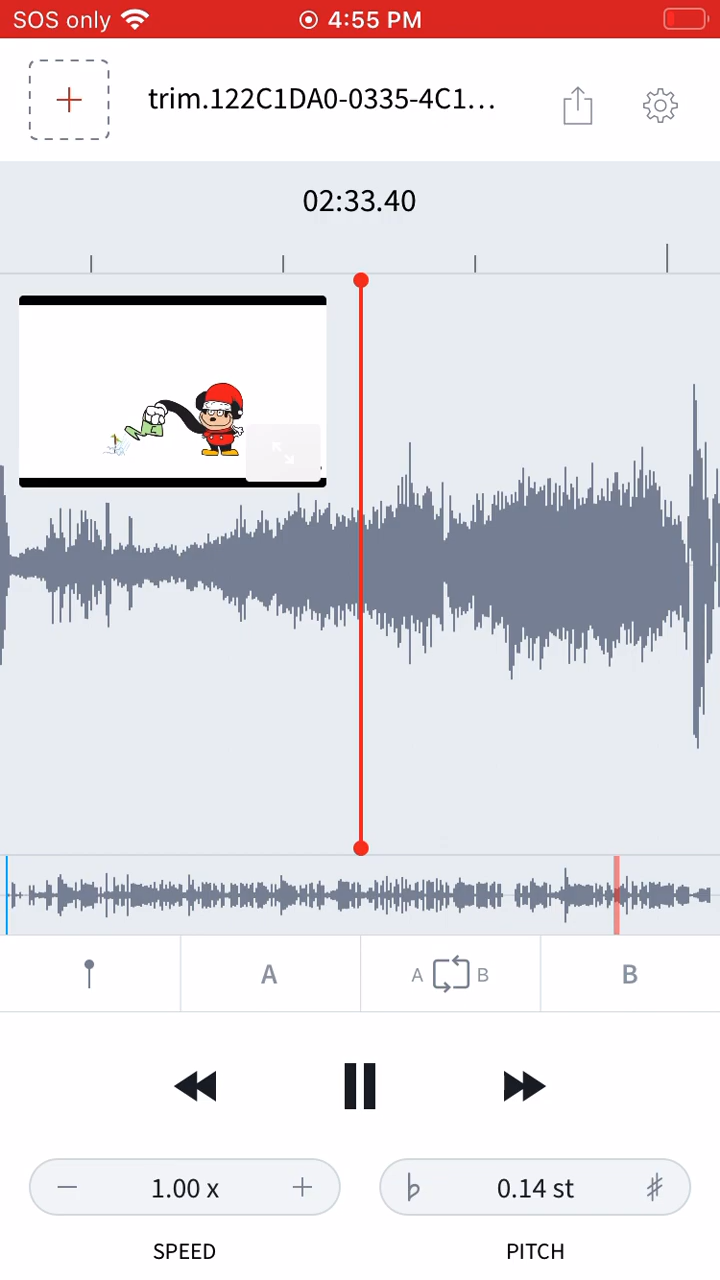 SOS only 4:55 PM
trim.122C1DA0-0335-4C1...
02:33.40
A A B B
1.00 x 0.14 st
SPEED PITCH